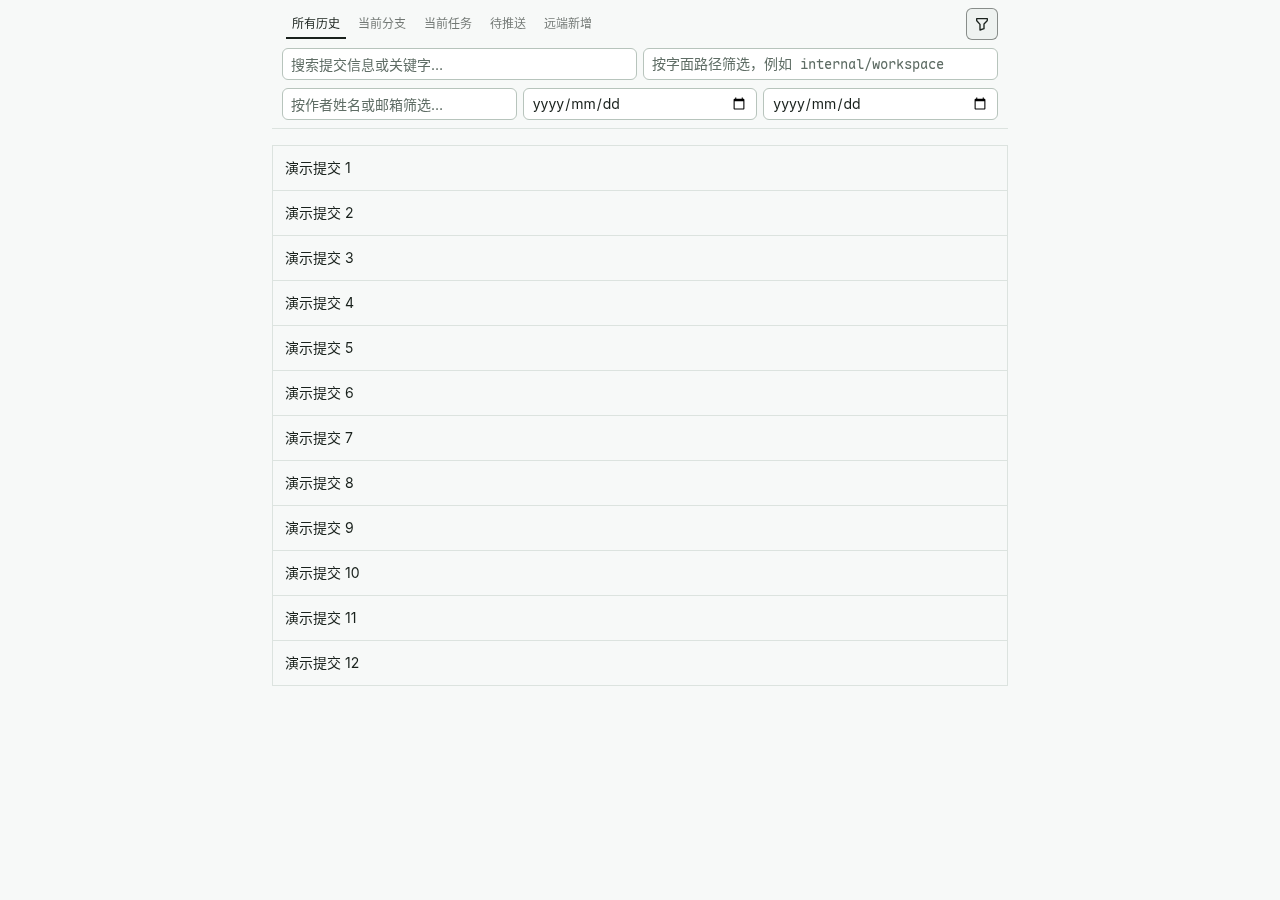 所有历史 当前分支 当前任务 待推送 远端新增
搜索提交信息或关键字... 按字面路径筛选，例如 internal/workspace
按作者姓名或邮箱筛选... yyyy/mm/dd yyyy/mm/dd
演示提交 1
演示提交 2
演示提交 3
演示提交 4
演示提交 5
演示提交 6
演示提交 7
演示提交 8
演示提交 9
演示提交 10
演示提交 11
演示提交 12